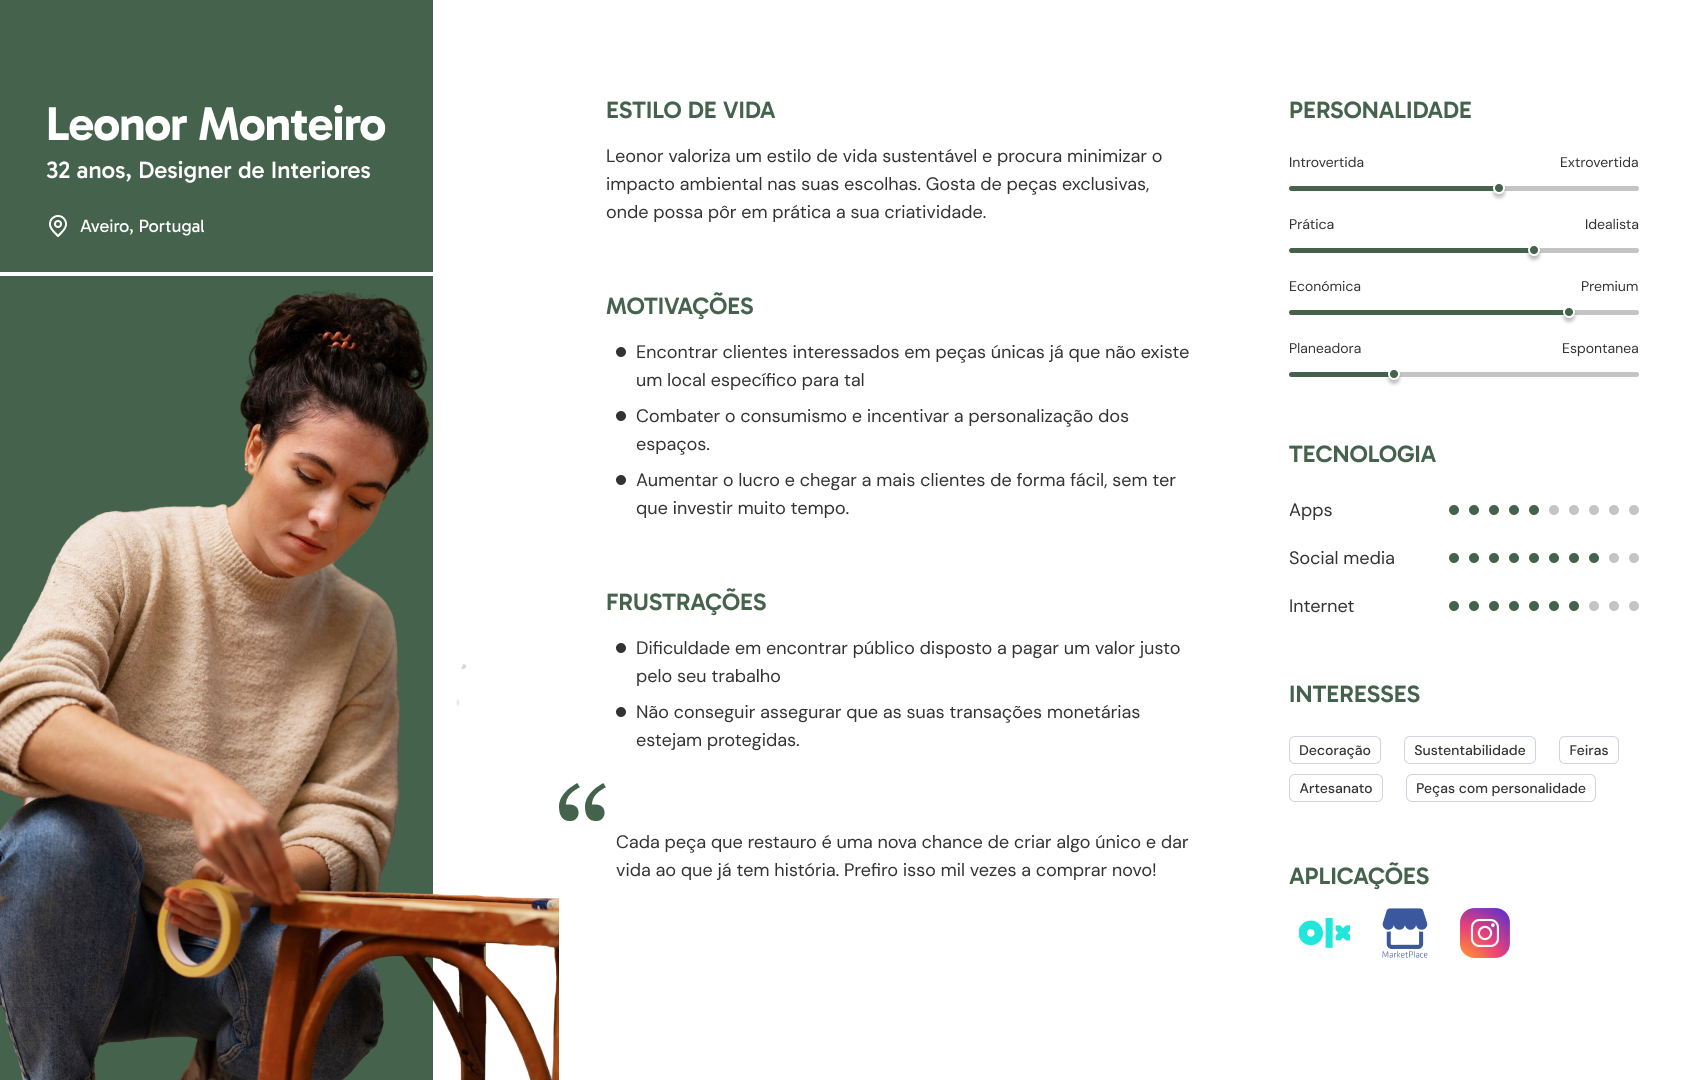 Leonor Monteiro
32 anos, Designer de Interiores
Aveiro, Portugal
ESTILO DE VIDA
Leonor valoriza um estilo de vida sustentável e procura minimizar o
impacto ambiental nas suas escolhas. Gosta de peças exclusivas,
onde possa pôr em prática a sua criatividade.
MOTIVAÇÕES
Encontrar clientes interessados em peças únicas já que não existe
um local específico para tal
Combater o consumismo e incentivar a personalização dos
espaços.
Aumentar o lucro e chegar a mais clientes de forma fácil, sem ter
que investir muito tempo.
FRUSTRAÇÕES
Dificuldade em encontrar público disposto a pagar um valor justo
pelo seu trabalho
Não conseguir assegurar que as suas transações monetárias
estejam protegidas.
“
Cada peça que restauro é uma nova chance de criar algo único e dar
vida ao que já tem história. Prefiro isso mil vezes a comprar novo!
PERSONALIDADE
Introvertida Extrovertida
Prática Idealista
Económica Premium
Planeadora Espontanea
TECNOLOGIA
Apps
Social media
Internet
INTERESSES
Decoração Sustentabilidade Feiras
Artesanato Peças com personalidade
APLICAÇÕES
olx
MarketPlace